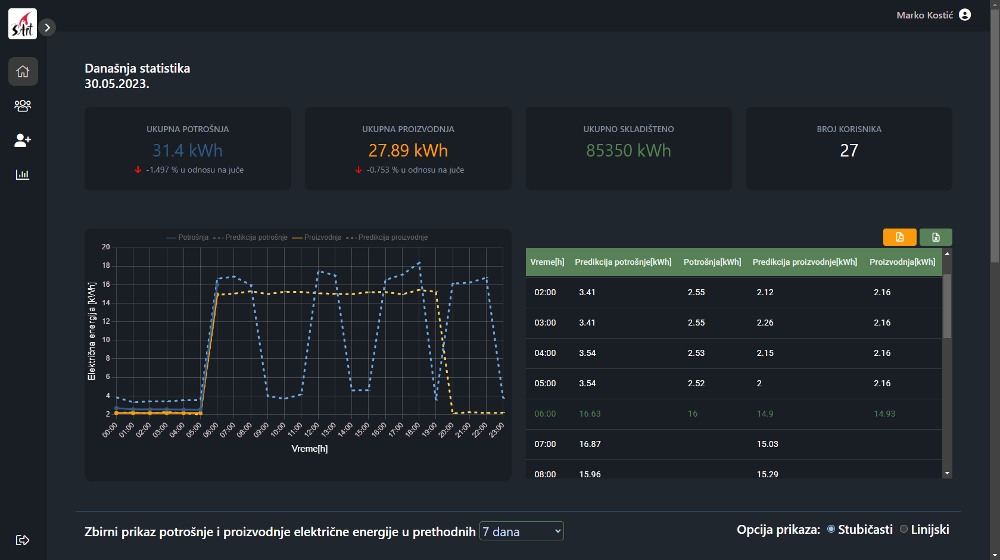 sArt
Marko Kostić
Današnja statistika
30.05.2023.
UKUPNA POTROŠNJA
31.4 kWh
-1.497 % u odnosu na juče
UKUPNA PROIZVODNJA
27.89 kWh
-0.753 % u odnosu na juče
UKUPNO SKLADIŠTENO
85350 kWh
BROJ KORISNIKA
27
Potrošnja Predikcija potrošnje Proizvodnja Predikcija proizvodnje
Električna energija [kWh]
20
18
16
14
12
10
8
6
4
2
00:00 01:00 02:00 03:00 04:00 05:00 06:00 07:00 08:00 09:00 10:00 11:00 12:00 13:00 14:00 15:00 16:00 17:00 18:00 19:00 20:00 21:00 22:00 23:00
Vreme[h]
Vreme[h] Predikcija potrošnje[kWh] Potrošnja[kWh] Predikcija proizvodnje[kWh] Proizvodnja[kWh]
02:00 3.41 2.55 2.12 2.16
03:00 3.41 2.55 2.26 2.16
04:00 3.54 2.53 2.15 2.16
05:00 3.54 2.52 2 2.16
06:00 16.63 16 14.9 14.93
07:00 16.87 15.03
08:00 15.96 15.29
Zbirni prikaz potrošnje i proizvodnje električne energije u prethodnih 7 dana
Opcija prikaza: Stubičasti Linijski